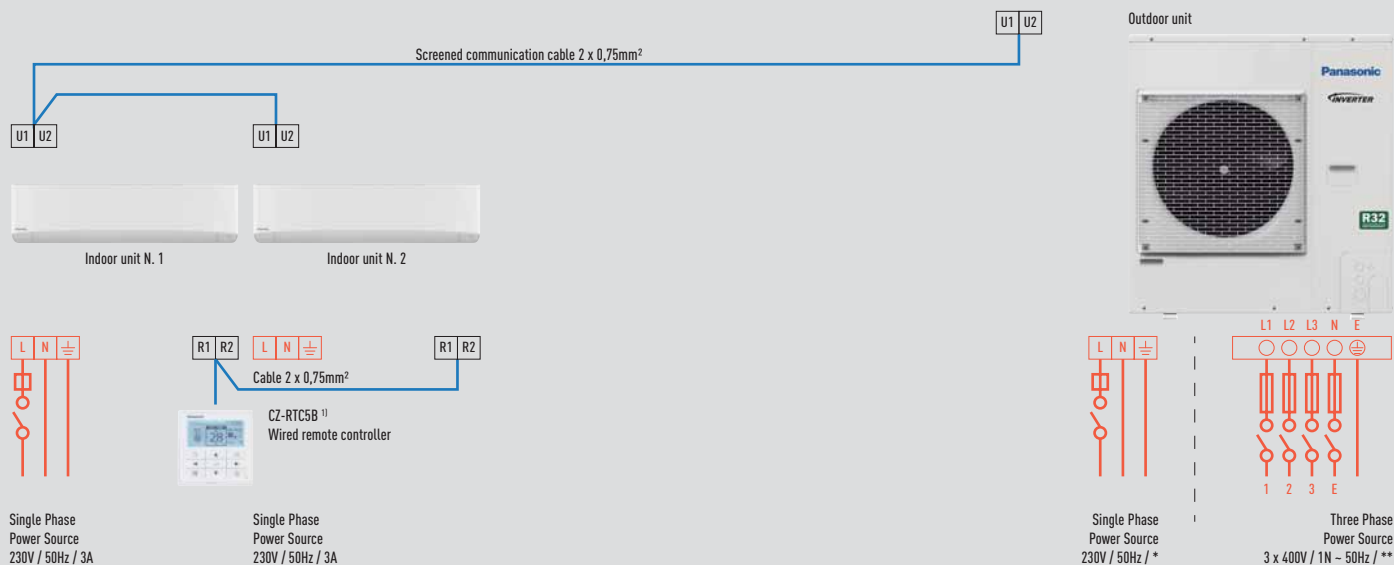 U1 U2
Outdoor unit
Screened communication cable 2 x 0,75mm²
Panasonic
INVERTER
U1 U2
U1 U2
R32
Indoor unit N. 1
Indoor unit N. 2
L1 L2 L3 N E
L N
R1 R2
L N
R1 R2
L N
Cable 2 x 0,75mm²
CZ-RTC5B ¹⁾
Wired remote controller
Panasonic
28
1 2 3 E
Single Phase
Power Source
230V / 50Hz / 3A
Single Phase
Power Source
230V / 50Hz / 3A
Single Phase
Power Source
230V / 50Hz / *
Three Phase
Power Source
3 x 400V / 1N ~ 50Hz / **